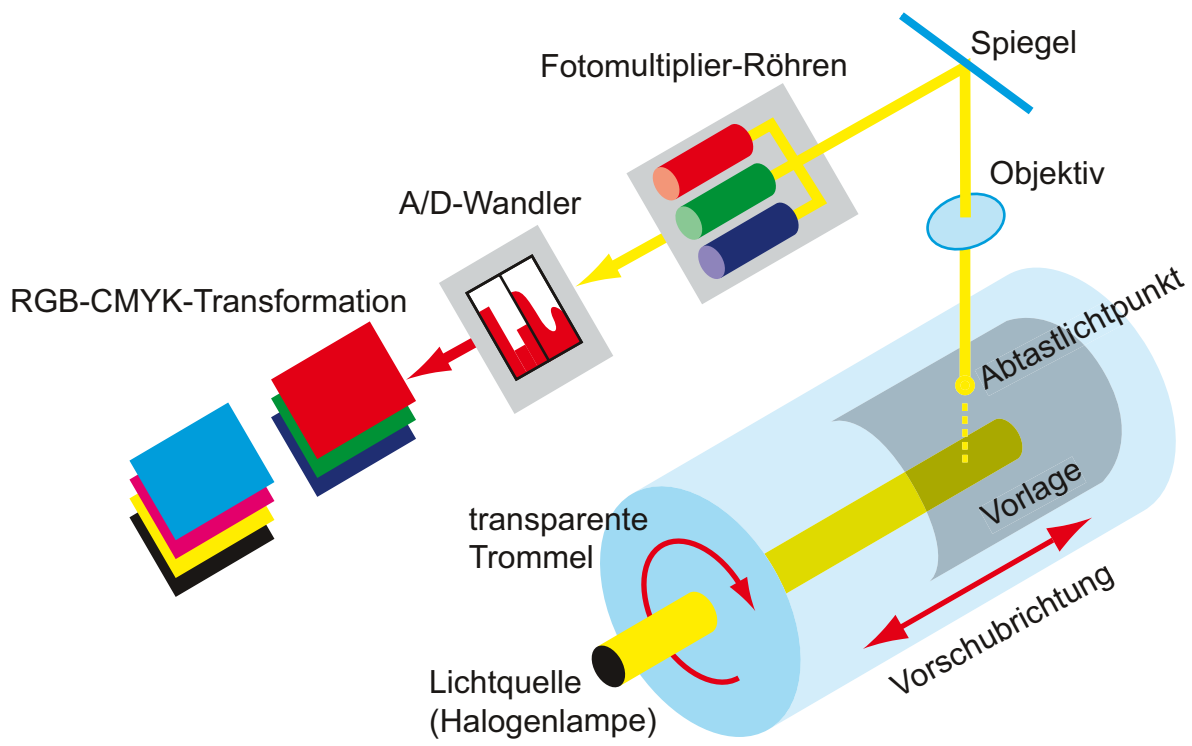 Spiegel
Fotomultiplier-Röhren
Objektiv
A/D-Wandler
RGB-CMYK-Transformation
Abtastlichtpunkt
Vorlage
transparente
Trommel
Vorschubrichtung
Lichtquelle
(Halogenlampe)